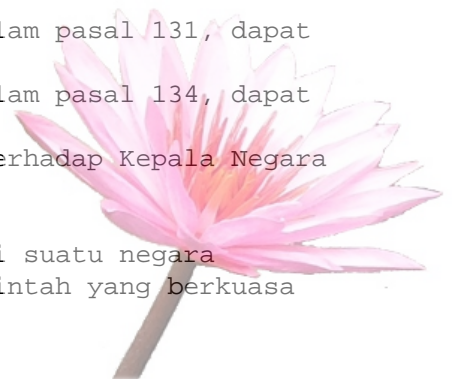 lam pasal 131, dapat
lam pasal 134, dapat
erhadap Kepala Negara
i suatu negara
intah yang berkuasa